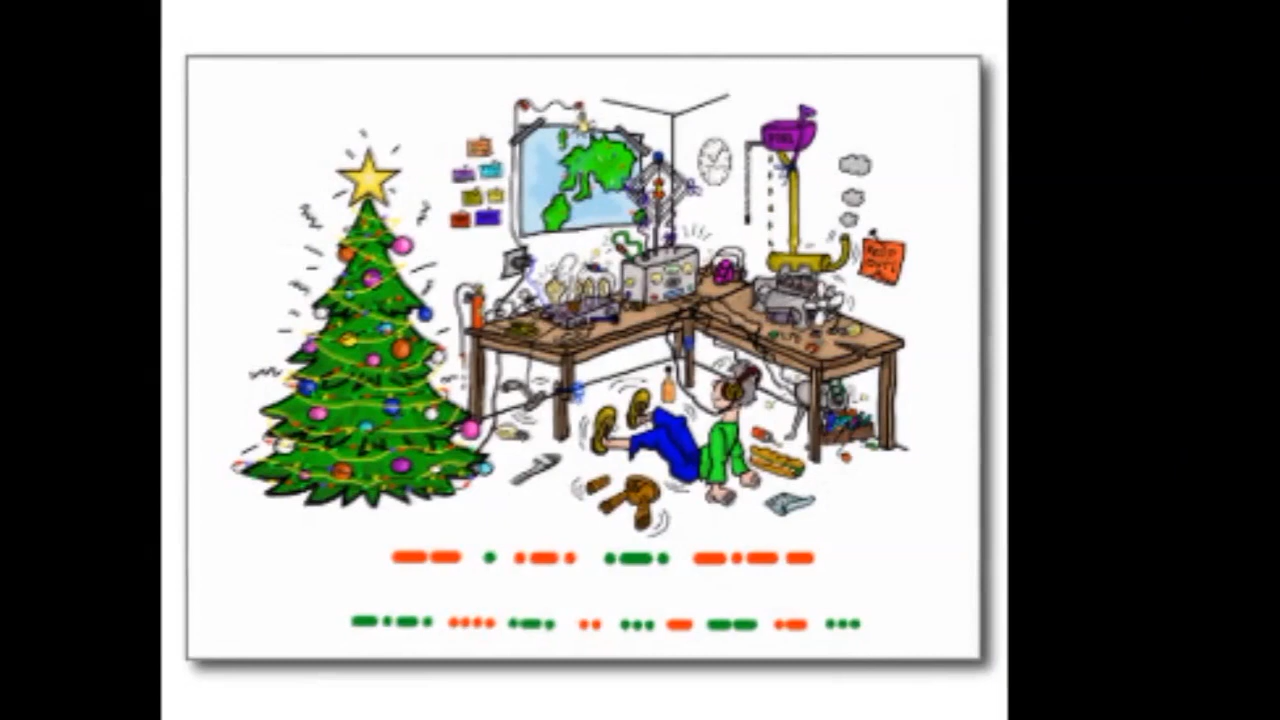 -- . .-. .-. -.--
-.-. .... .-. .. ... - -- .- ...